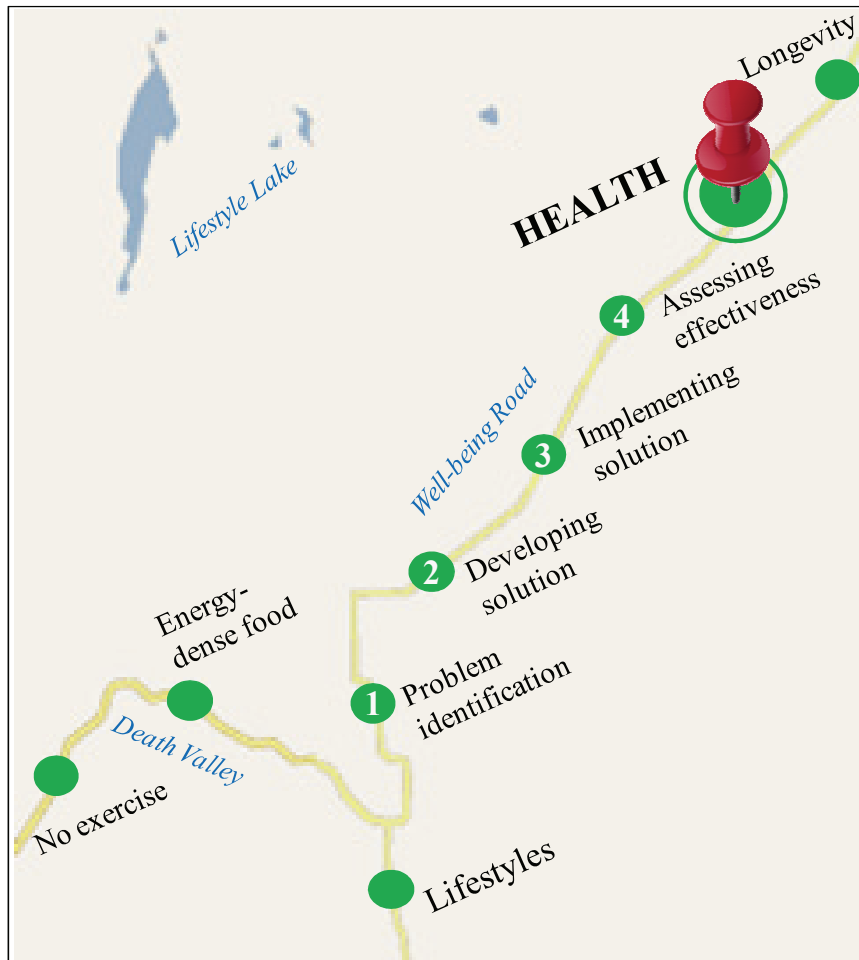 Longevity
HEALTH
Lifestyle Lake
Assessing
effectiveness
4
Well-being Road
Implementing
solution
3
Developing
solution
2
Energy-
dense food
Problem
identification
1
Death Valley
No exercise
Lifestyles